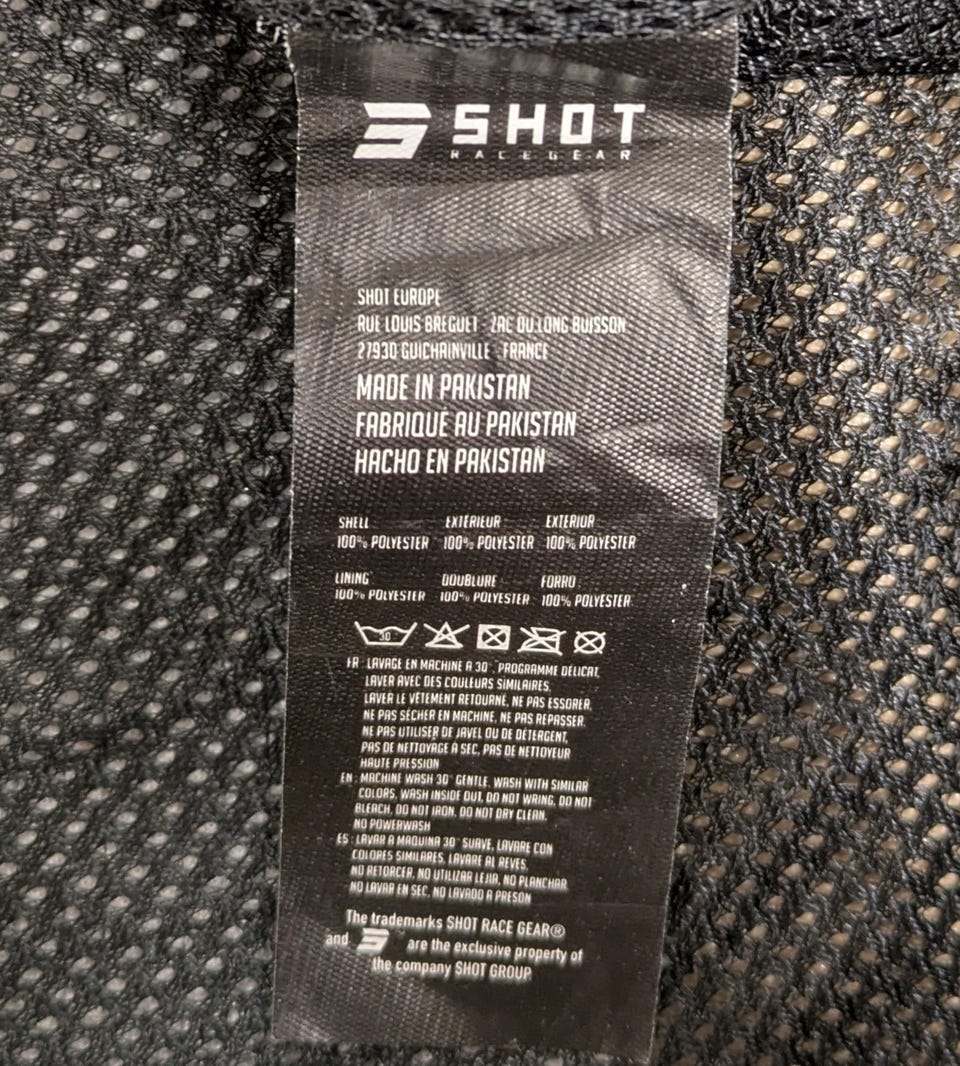 SHOT
RACEGEAR
SHOT EUROPE
RUE LOUIS BREGUET - ZAC DU LONG BUISSON
27930 GUICHAINVILLE - FRANCE
MADE IN PAKISTAN
FABRIQUÉ AU PAKISTAN
HACHO EN PAKISTAN
SHELL EXTÉRIEUR EXTERIOR
100% POLYESTER 100% POLYESTER 100% POLYESTER
LINING DOUBLURE FORRO
100% POLYESTER 100% POLYESTER 100% POLYESTER
30
FR : LAVAGE EN MACHINE A 30°, PROGRAMME DÉLICAT,
LAVER AVEC DES COULEURS SIMILAIRES,
LAVER LE VÊTEMENT RETOURNÉ, NE PAS ESSORER,
NE PAS SÉCHER EN MACHINE, NE PAS REPASSER.
NE PAS UTILISER DE JAVEL OU DE DÉTERGENT,
PAS DE NETTOYAGE A SEC, PAS DE NETTOYEUR
HAUTE PRESSION
EN : MACHINE WASH 30° GENTLE, WASH WITH SIMILAR
COLORS, WASH INSIDE OUT, DO NOT WRING, DO NOT
BLEACH, DO NOT IRON, DO NOT DRY CLEAN,
NO POWERWASH
ES : LAVAR A MAQUINA 30° SUAVE, LAVARE CON
COLORES SIMILARES, LAVARE AL REVES,
NO RETORCER, NO UTILIZAR LEJIA, NO PLANCHAR
NO LAVAR EN SEC, NO LAVADO A PRESON
The trademarks SHOT RACE GEAR®
and are the exclusive property of
the company SHOT GROUP